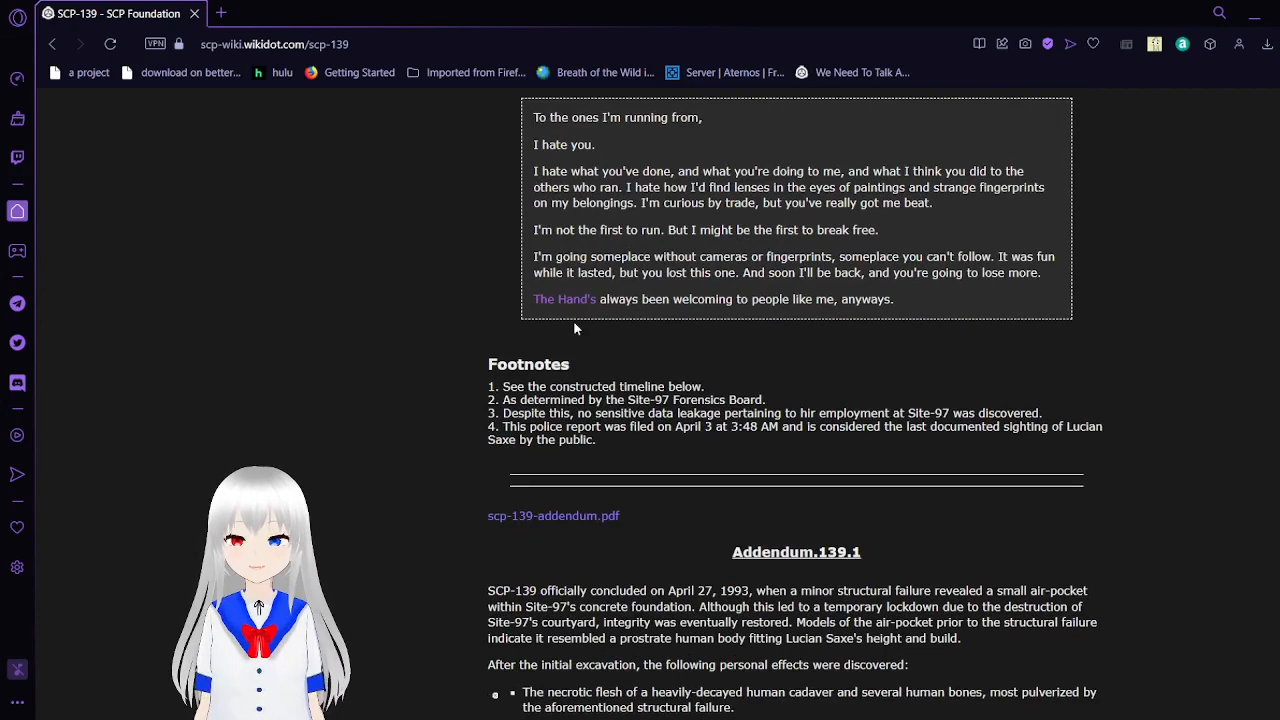 SCP-139 - SCP Foundation
VPN
scp-wiki.wikidot.com/scp-139
a project
download on better...
hulu
Getting Started
Imported from Firef...
Breath of the Wild i...
Server | Aternos | Fr...
We Need To Talk A...
To the ones I'm running from,
I hate you.
I hate what you've done, and what you're doing to me, and what I think you did to the
others who ran. I hate how I'd find lenses in the eyes of paintings and strange fingerprints
on my belongings. I'm curious by trade, but you've really got me beat.
I'm not the first to run. But I might be the first to break free.
I'm going someplace without cameras or fingerprints, someplace you can't follow. It was fun
while it lasted, but you lost this one. And soon I'll be back, and you're going to lose more.
The Hand's always been welcoming to people like me, anyways.
Footnotes
1. See the constructed timeline below.
2. As determined by the Site-97 Forensics Board.
3. Despite this, no sensitive data leakage pertaining to hir employment at Site-97 was discovered.
4. This police report was filed on April 3 at 3:48 AM and is considered the last documented sighting of Lucian
Saxe by the public.
scp-139-addendum.pdf
Addendum.139.1
SCP-139 officially concluded on April 27, 1993, when a minor structural failure revealed a small air-pocket
within Site-97's concrete foundation. Although this led to a temporary lockdown due to the destruction of
Site-97's courtyard, integrity was eventually restored. Models of the air-pocket prior to the structural failure
indicate it resembled a prostrate human body fitting Lucian Saxe's height and build.
After the initial excavation, the following personal effects were discovered:
The necrotic flesh of a heavily-decayed human cadaver and several human bones, most pulverized by
the aforementioned structural failure.